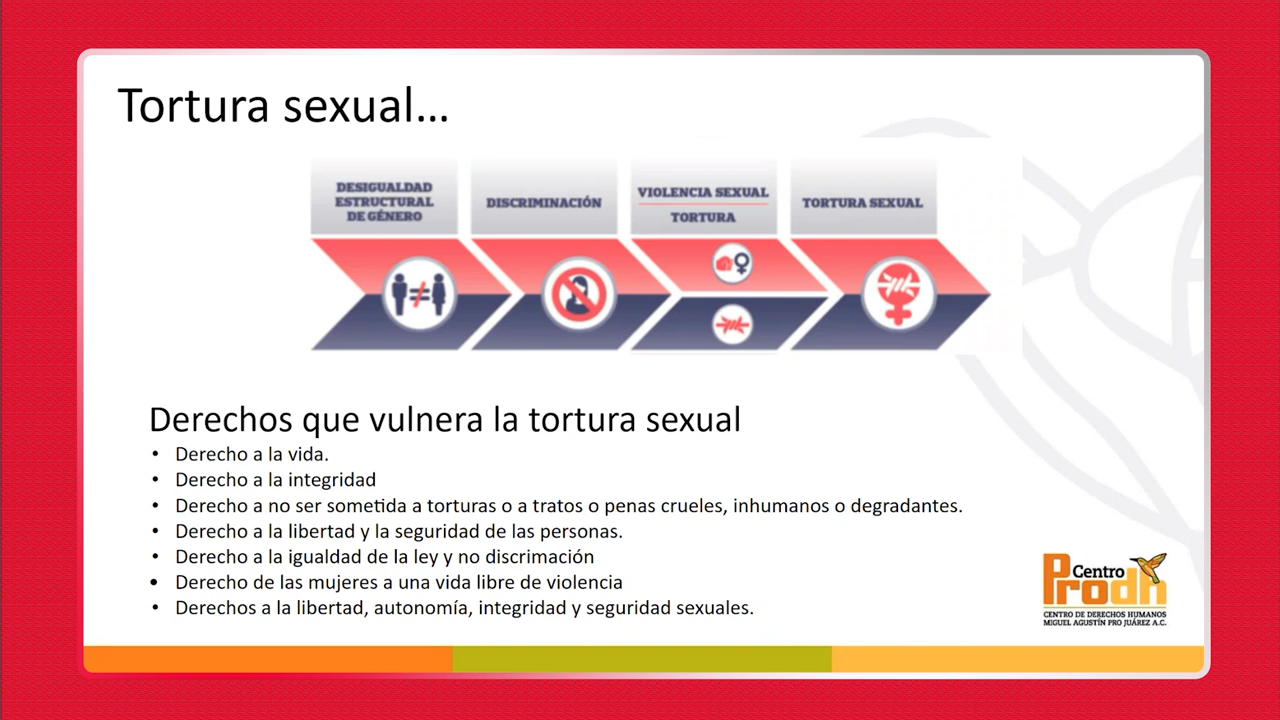 Tortura sexual...
DESIGUALDAD
ESTRUCTURAL
DE GÉNERO
DISCRIMINACIÓN
VIOLENCIA SEXUAL
TORTURA
TORTURA SEXUAL
Derechos que vulnera la tortura sexual
• Derecho a la vida.
• Derecho a la integridad
• Derecho a no ser sometida a torturas o a tratos o penas crueles, inhumanos o degradantes.
• Derecho a la libertad y la seguridad de las personas.
• Derecho a la igualdad de la ley y no discrimación
• Derecho de las mujeres a una vida libre de violencia
• Derechos a la libertad, autonomía, integridad y seguridad sexuales.
Centro
Prodh
CENTRO DE DERECHOS HUMANOS
MIGUEL AGUSTÍN PRO JUÁREZ A.C.